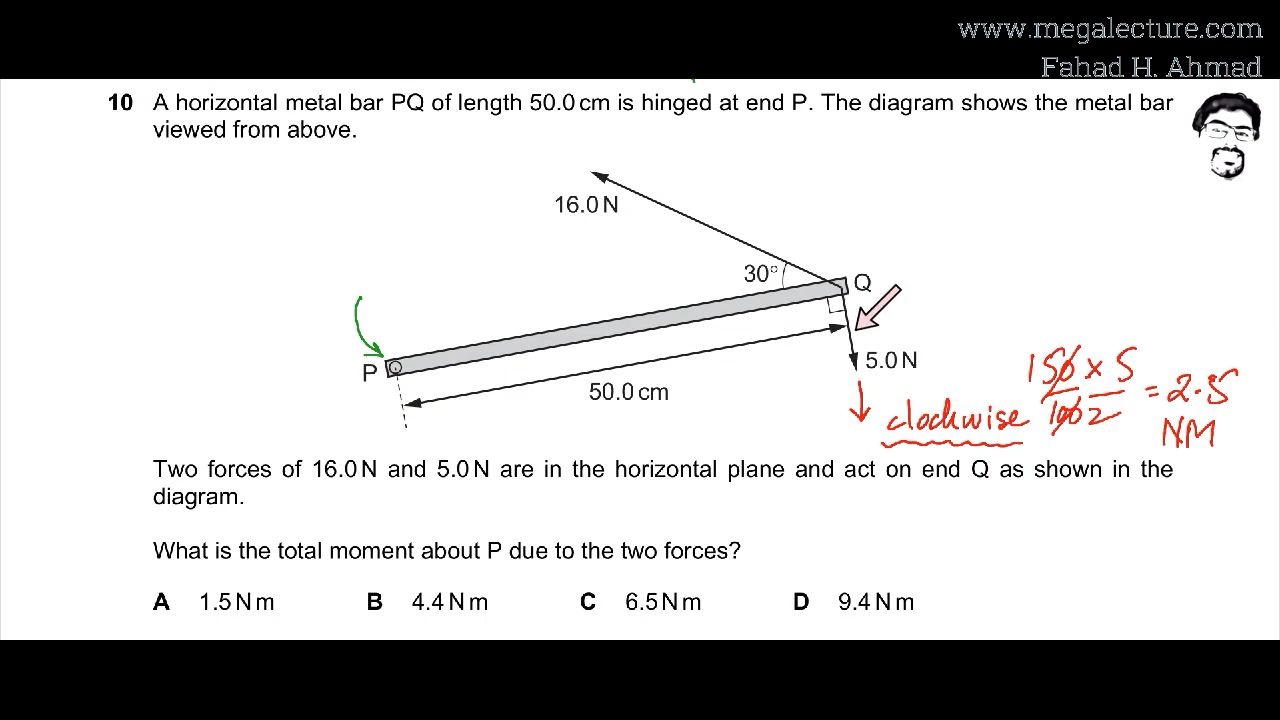 www.megalecture.com
Fahad H. Ahmad
10 A horizontal metal bar PQ of length 50.0 cm is hinged at end P. The diagram shows the metal bar
viewed from above.
16.0 N
30°
Q
P
50.0 cm
5.0 N
clockwise
150 × 5
100 2
= 2.5
NM
Two forces of 16.0 N and 5.0 N are in the horizontal plane and act on end Q as shown in the
diagram.
What is the total moment about P due to the two forces?
A 1.5 N m B 4.4 N m C 6.5 N m D 9.4 N m